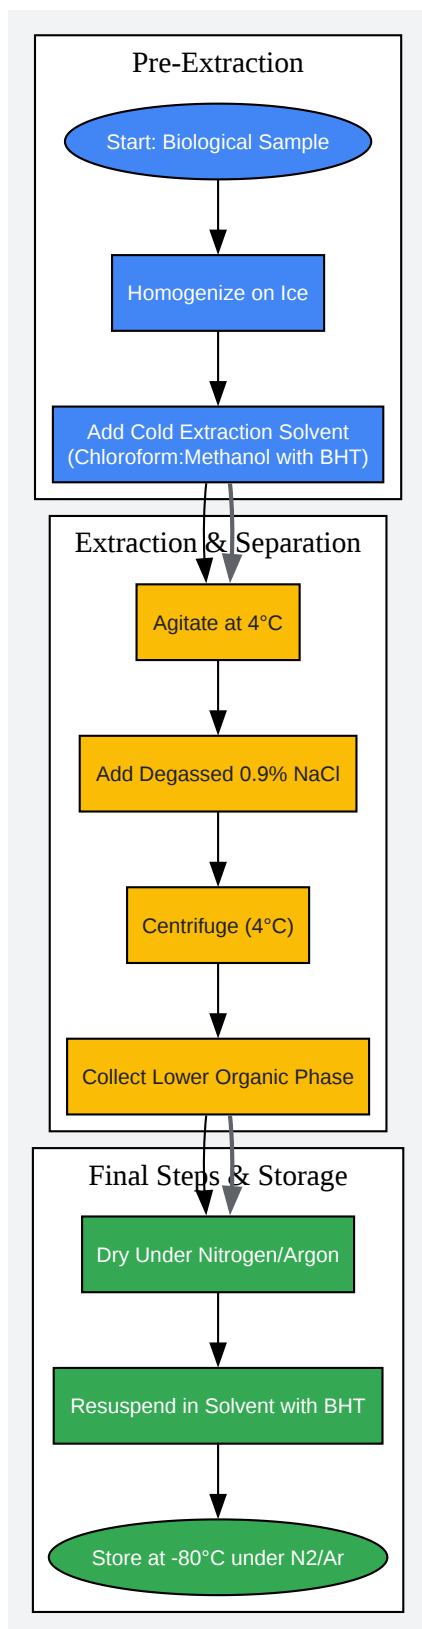 Pre-Extraction
Start: Biological Sample
Homogenize on Ice
Add Cold Extraction Solvent
(Chloroform:Methanol with BHT)
Extraction & Separation
Agitate at 4°C
Add Degassed 0.9% NaCl
Centrifuge (4°C)
Collect Lower Organic Phase
Final Steps & Storage
Dry Under Nitrogen/Argon
Resuspend in Solvent with BHT
Store at -80°C under N2/Ar